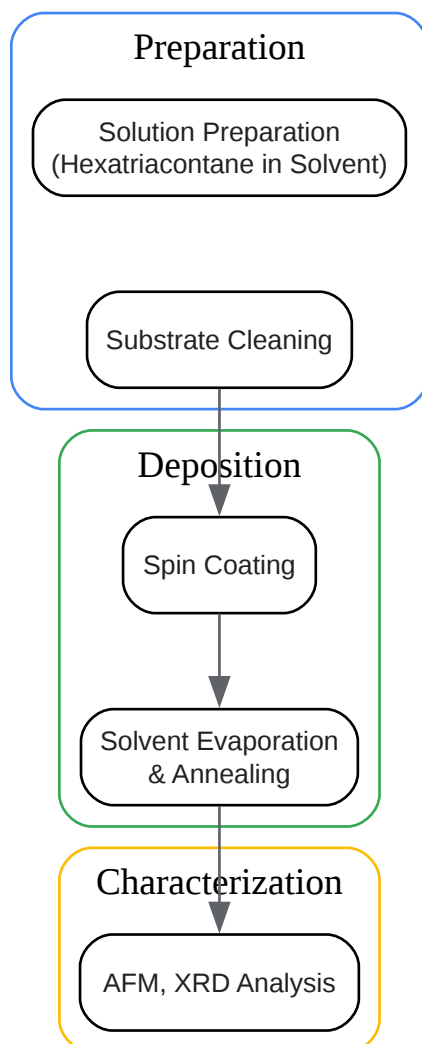 Preparation
Solution Preparation
(Hexatriacontane in Solvent)
Substrate Cleaning
Deposition
Spin Coating
Solvent Evaporation
& Annealing
Characterization
AFM, XRD Analysis